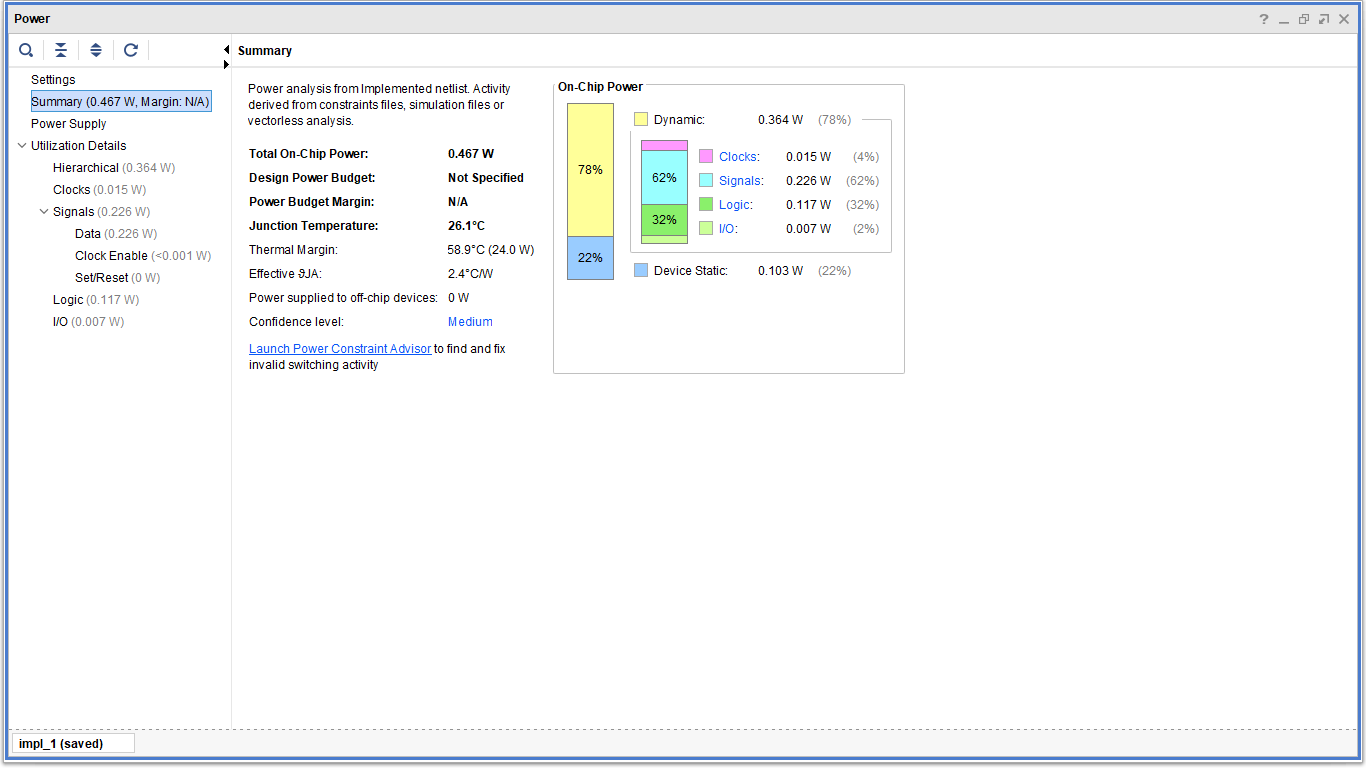 Power
?
Summary
Settings
Summary (0.467 W, Margin: N/A)
Power Supply
Utilization Details
Hierarchical (0.364 W)
Clocks (0.015 W)
Signals (0.226 W)
Data (0.226 W)
Clock Enable (<0.001 W)
Set/Reset (0 W)
Logic (0.117 W)
I/O (0.007 W)
Power analysis from Implemented netlist. Activity
derived from constraints files, simulation files or
vectorless analysis.
Total On-Chip Power: 0.467 W
Design Power Budget: Not Specified
Power Budget Margin: N/A
Junction Temperature: 26.1°C
Thermal Margin: 58.9°C (24.0 W)
Effective ϑJA: 2.4°C/W
Power supplied to off-chip devices: 0 W
Confidence level: Medium
Launch Power Constraint Advisor to find and fix
invalid switching activity
On-Chip Power
78%
22%
Dynamic: 0.364 W (78%)
62%
32%
Clocks: 0.015 W (4%)
Signals: 0.226 W (62%)
Logic: 0.117 W (32%)
I/O: 0.007 W (2%)
Device Static: 0.103 W (22%)
impl_1 (saved)